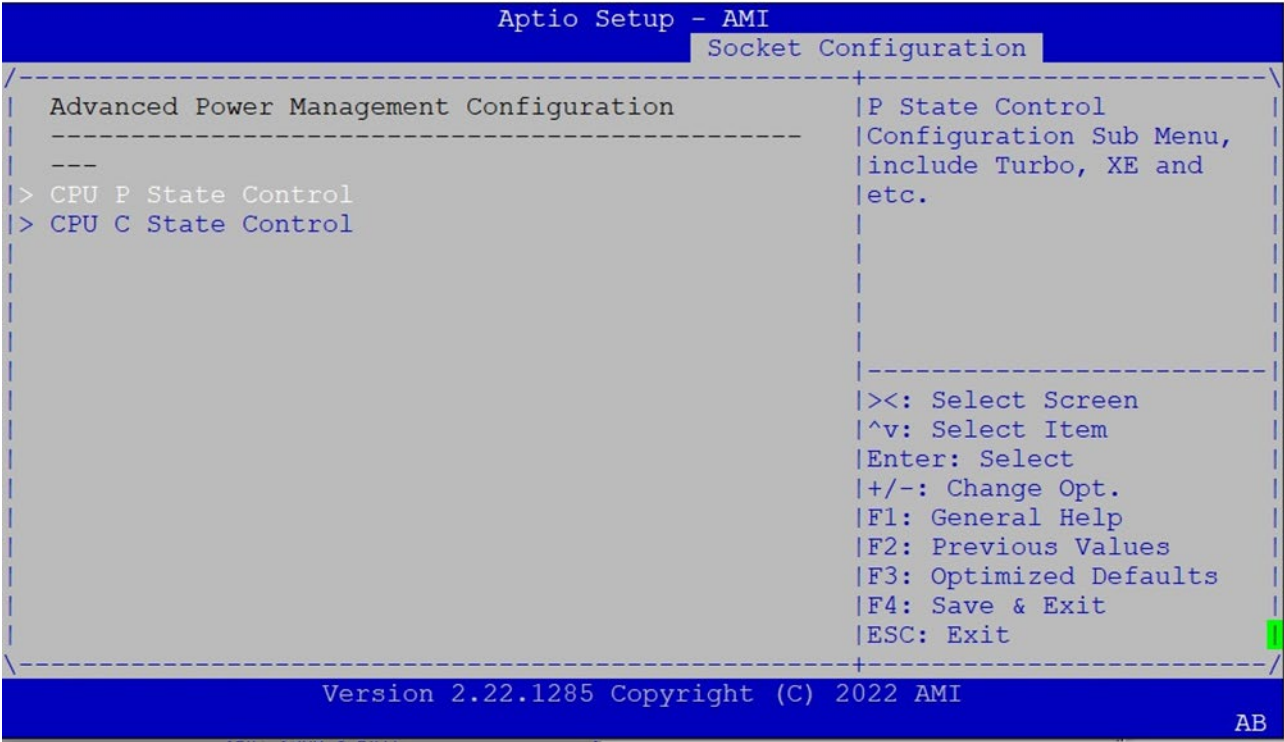 Aptio Setup - AMI
Socket Configuration
Advanced Power Management Configuration
------------------------------------------------
---
> CPU P State Control
> CPU C State Control
P State Control
Configuration Sub Menu,
include Turbo, XE and
etc.
><: Select Screen
^v: Select Item
Enter: Select
+/-: Change Opt.
F1: General Help
F2: Previous Values
F3: Optimized Defaults
F4: Save & Exit
ESC: Exit
Version 2.22.1285 Copyright (C) 2022 AMI
AB